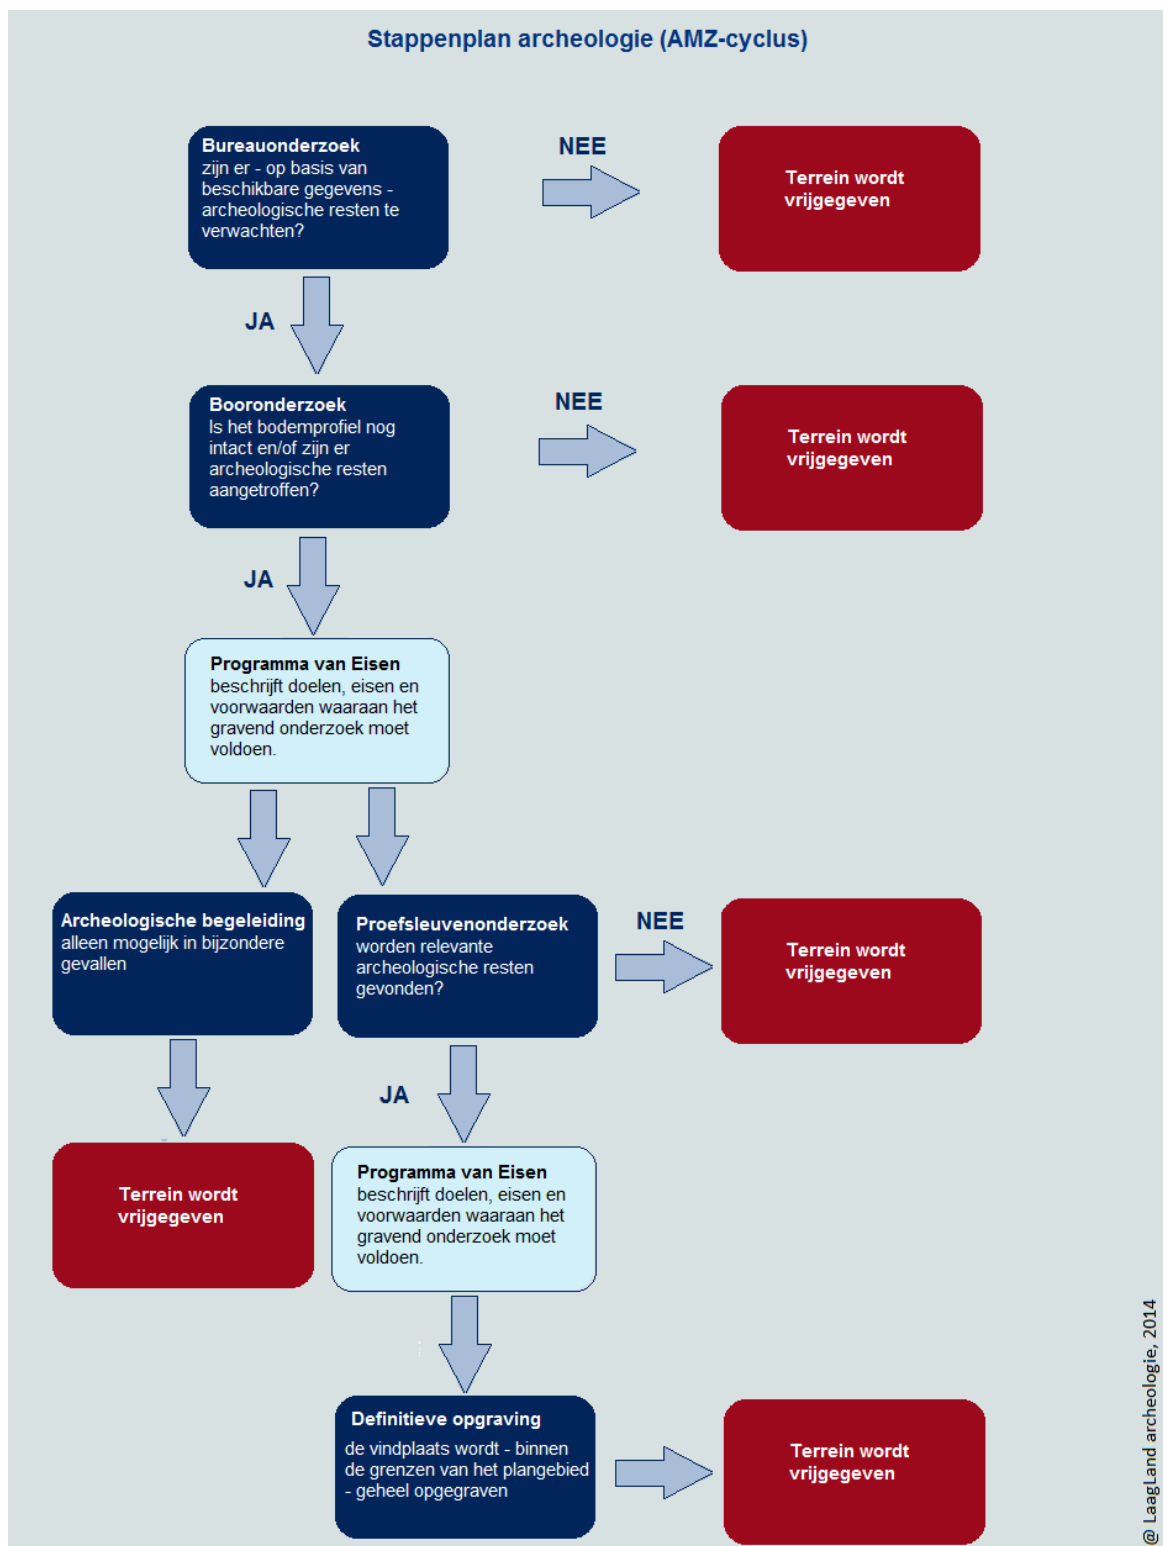 Stappenplan archeologie (AMZ-cyclus)
Bureauonderzoek
zijn er - op basis van
beschikbare gegevens -
archeologische resten te
verwachten?
NEE
Terrein wordt
vrijgegeven
JA
Booronderzoek
Is het bodemprofiel nog
intact en/of zijn er
archeologische resten
aangetroffen?
NEE
Terrein wordt
vrijgegeven
JA
Programma van Eisen
beschrijft doelen, eisen en
voorwaarden waaraan het
gravend onderzoek moet
voldoen.
Archeologische begeleiding
alleen mogelijk in bijzondere
gevallen
Proefsleuvenonderzoek
worden relevante
archeologische resten
gevonden?
NEE
Terrein wordt
vrijgegeven
JA
Terrein wordt
vrijgegeven
Programma van Eisen
beschrijft doelen, eisen en
voorwaarden waaraan het
gravend onderzoek moet
voldoen.
Definitieve opgraving
de vindplaats wordt - binnen
de grenzen van het plangebied
- geheel opgegraven
Terrein wordt
vrijgegeven
@ LaagLand archeologie, 2014